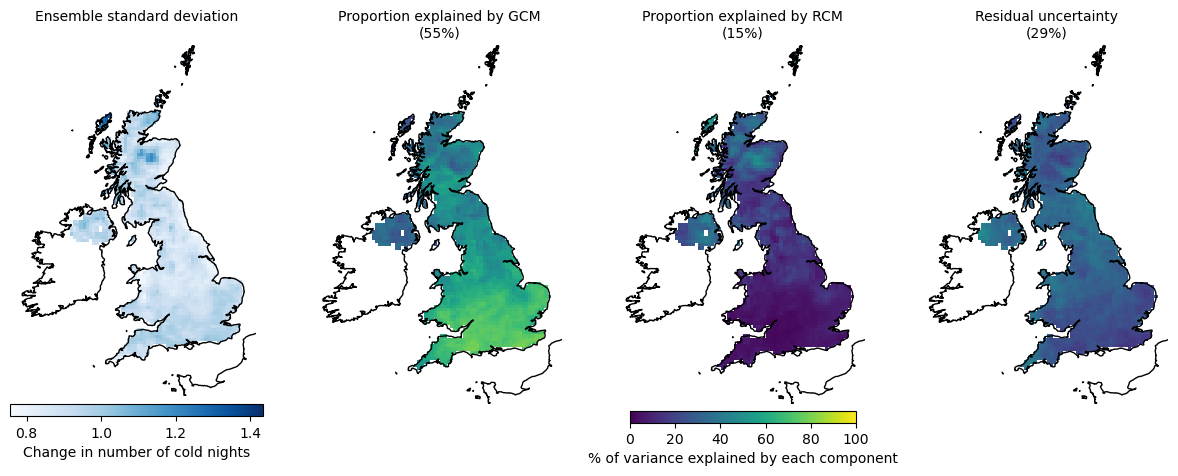 Ensemble standard deviation
Proportion explained by GCM
(55%)
Proportion explained by RCM
(15%)
Residual uncertainty
(29%)
0.8 1.0 1.2 1.4
Change in number of cold nights
0 20 40 60 80 100
% of variance explained by each component